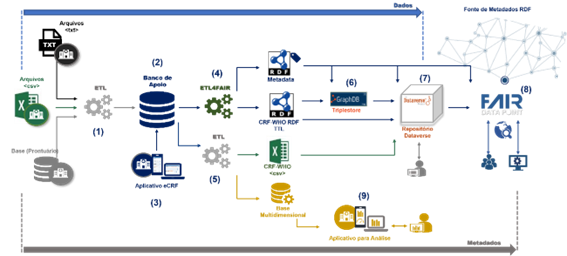 Dados
Fonte de Metadados RDF
Arquivos
<txt>
TXT
(2)
Banco de
Apoio
(4)
ETL4FAIR
RDF
Metadata
Arquivos
<csv>
ETL
(1)
(6)
GraphDB
Triplestore
(7)
Dataverse
Repositório
Dataverse
FAIR
DATA POINT
(8)
RDF
CRF-WHO RDF
TTL
Base (Prontuário)
ETL
(5)
CRF-WHO
<csv>
Aplicativo eCRF
(3)
Base
Multidimensional
(9)
Aplicativo para Análise
Metadados